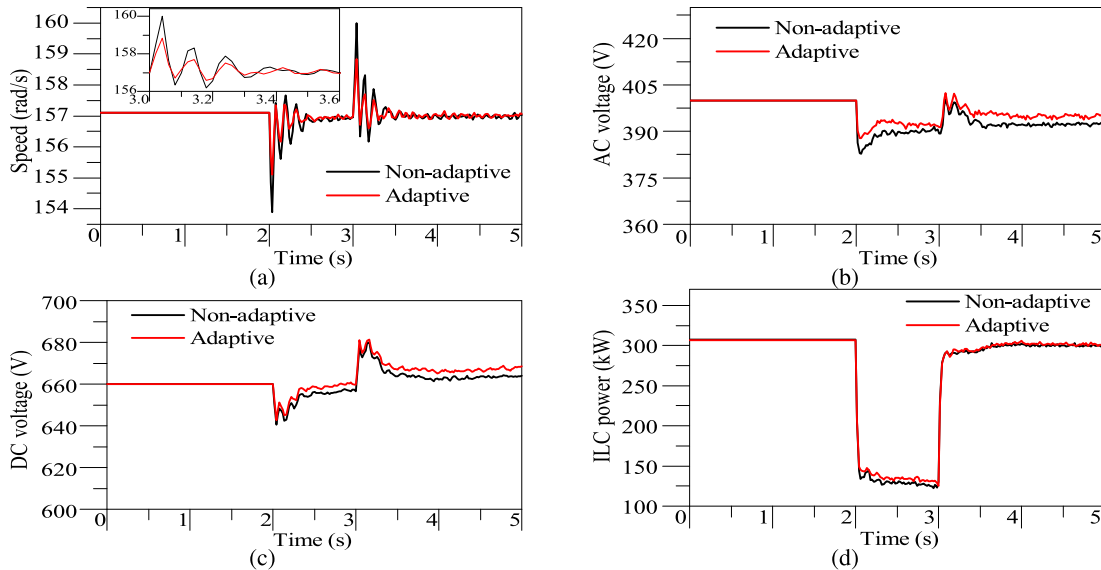 160
159
158
157
156
155
154
Speed (rad/s)
160
158
156
3.0
3.2
3.4
3.6
Non-adaptive
Adaptive
0 1 2 3 4 5
Time (s)
(a)
420
405
390
375
360
AC voltage (V)
Non-adaptive
Adaptive
0 1 2 3 4 5
Time (s)
(b)
700
680
660
640
620
600
DC voltage (V)
Non-adaptive
Adaptive
0 1 2 3 4 5
Time (s)
(c)
350
300
250
200
150
100
ILC power (kW)
Non-adaptive
Adaptive
0 1 2 3 4 5
Time (s)
(d)